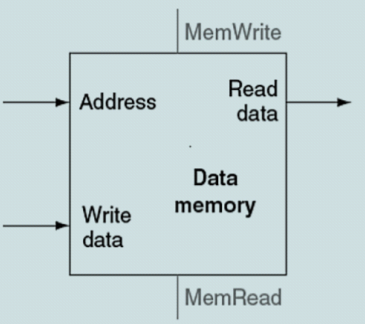 MemWrite
Address
Read
data
Data
memory
Write
data
MemRead